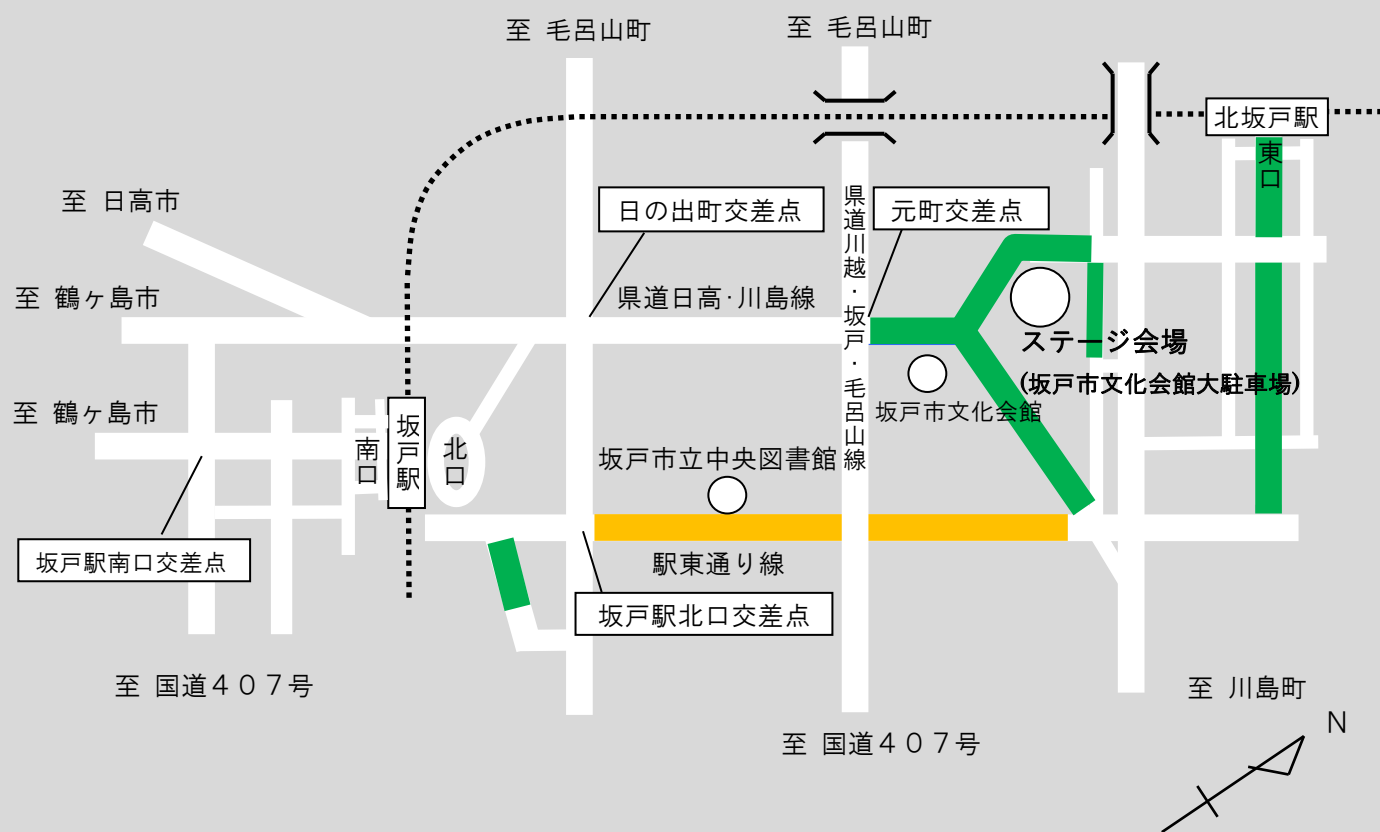 至 毛呂山町
至 毛呂山町
北坂戸駅
東口
至 日高市
日の出町交差点
県道川越・坂戸・毛呂山線
元町交差点
至 鶴ヶ島市
県道日高・川島線
ステージ会場
(坂戸市文化会館大駐車場)
至 鶴ヶ島市
坂戸市文化会館
南口
坂戸駅
北口
坂戸市立中央図書館
坂戸駅南口交差点
駅東通り線
坂戸駅北口交差点
至 国道407号
至 川島町
至 国道407号
N